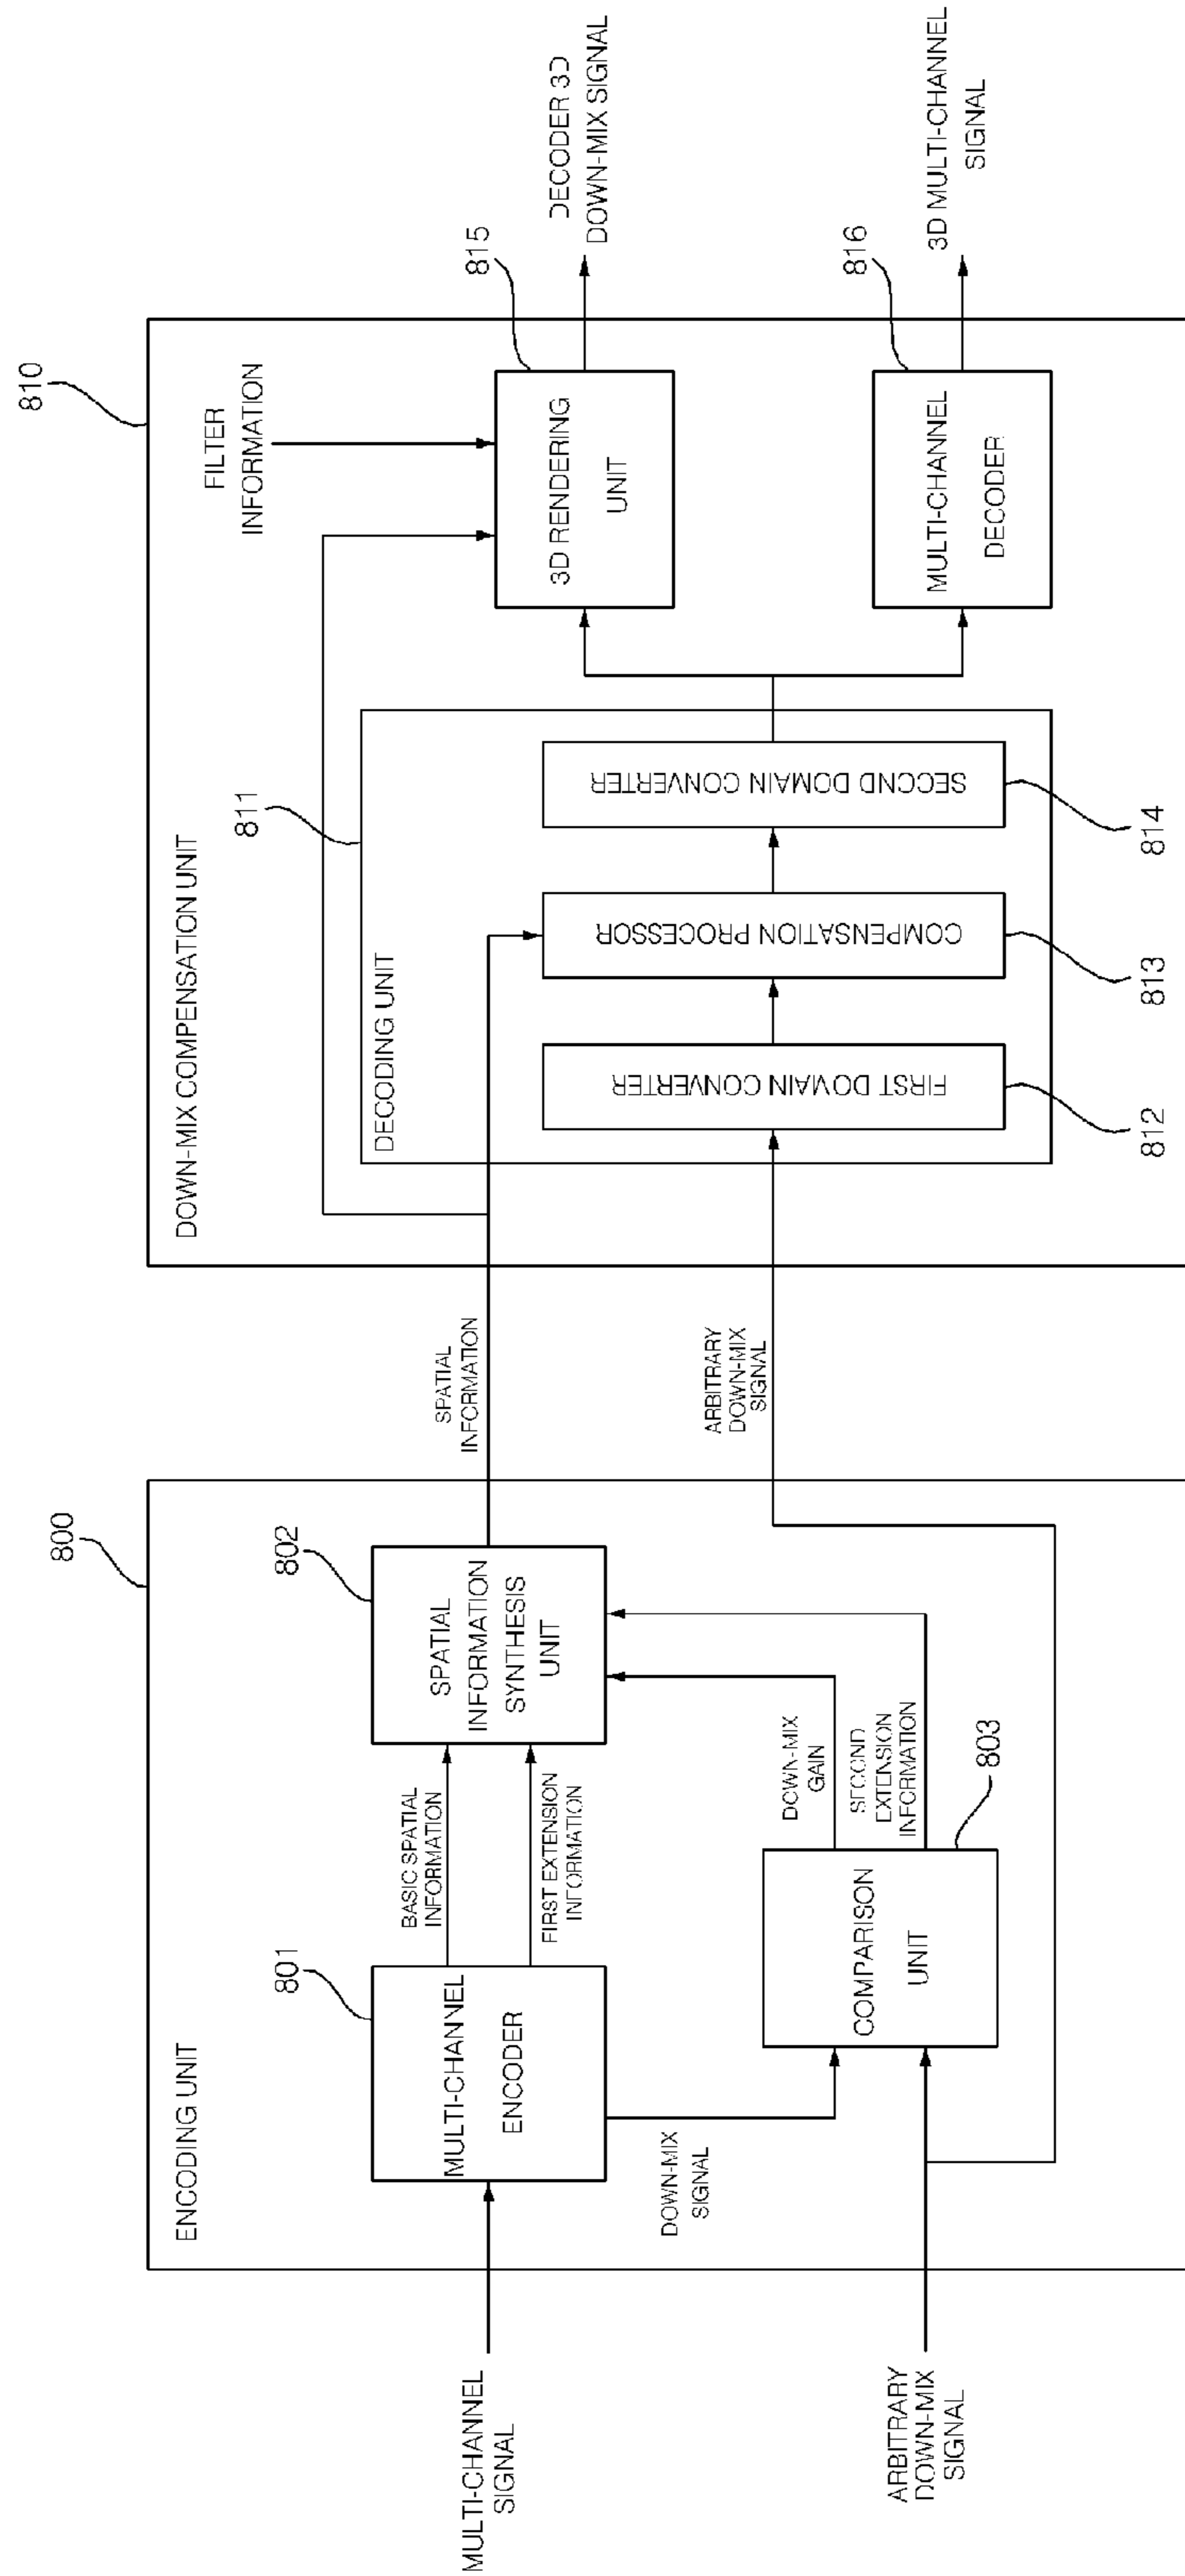 ENCODING UNIT
800
MULTI-CHANNEL
SIGNAL
MULTI-CHANNEL
ENCODER
801
BASIC SPATIAL
INFORMATION
FIRST EXTENSION
INFORMATION
SPATIAL
INFORMATION
SYNTHESIS
UNIT
802
DOWN-MIX
SIGNAL
ARBITRARY
DOWN-MIX
SIGNAL
COMPARISON
UNIT
803
DOWN-MIX
GAIN
SECOND
EXTENSION
INFORMATION
SPATIAL
INFORMATION
ARBITRARY
DOWN-MIX
SIGNAL
DOWN-MIX COMPENSATION UNIT
810
DECODING UNIT
811
FIRST DOMAIN CONVERTER
812
COMPENSATION PROCESSOR
813
SECOND DOMAIN CONVERTER
814
FILTER
INFORMATION
3D RENDERING
UNIT
815
DECODER 3D
DOWN-MIX SIGNAL
MULTI-CHANNEL
DECODER
816
3D MULTI-CHANNEL
SIGNAL